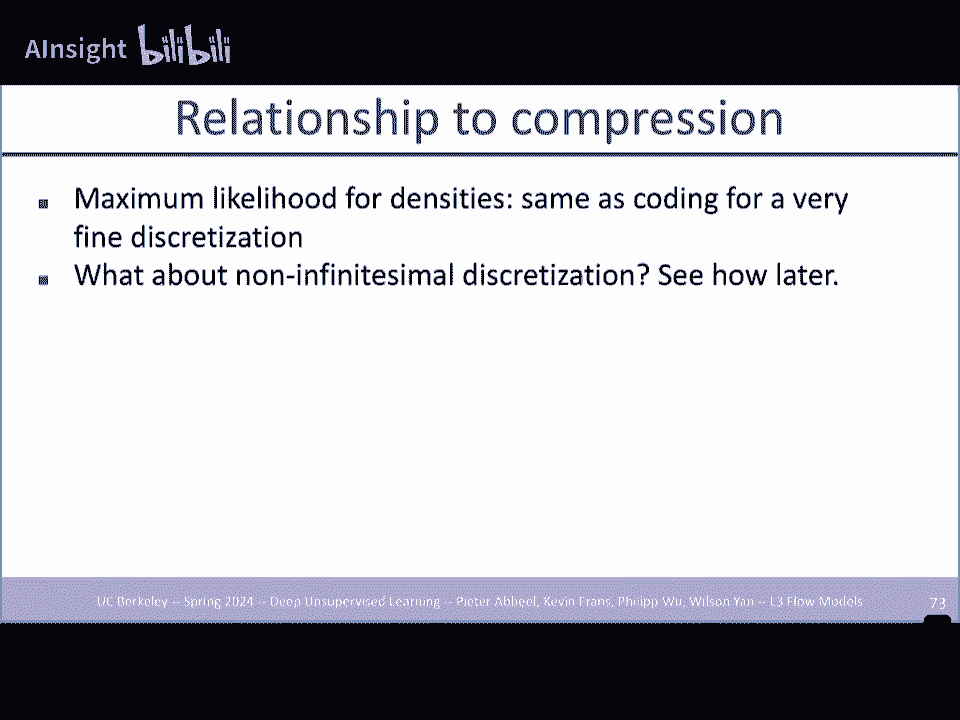 AInsight bilibili
Relationship to compression
Maximum likelihood for densities: same as coding for a very
fine discretization
What about non-infinitesimal discretization? See how later.
UC Berkeley -- Spring 2024 -- Deep Unsupervised Learning -- Pieter Abbeel, Kevin Frans, Philipp Wu, Wilson Yan -- L3 Flow Models
73